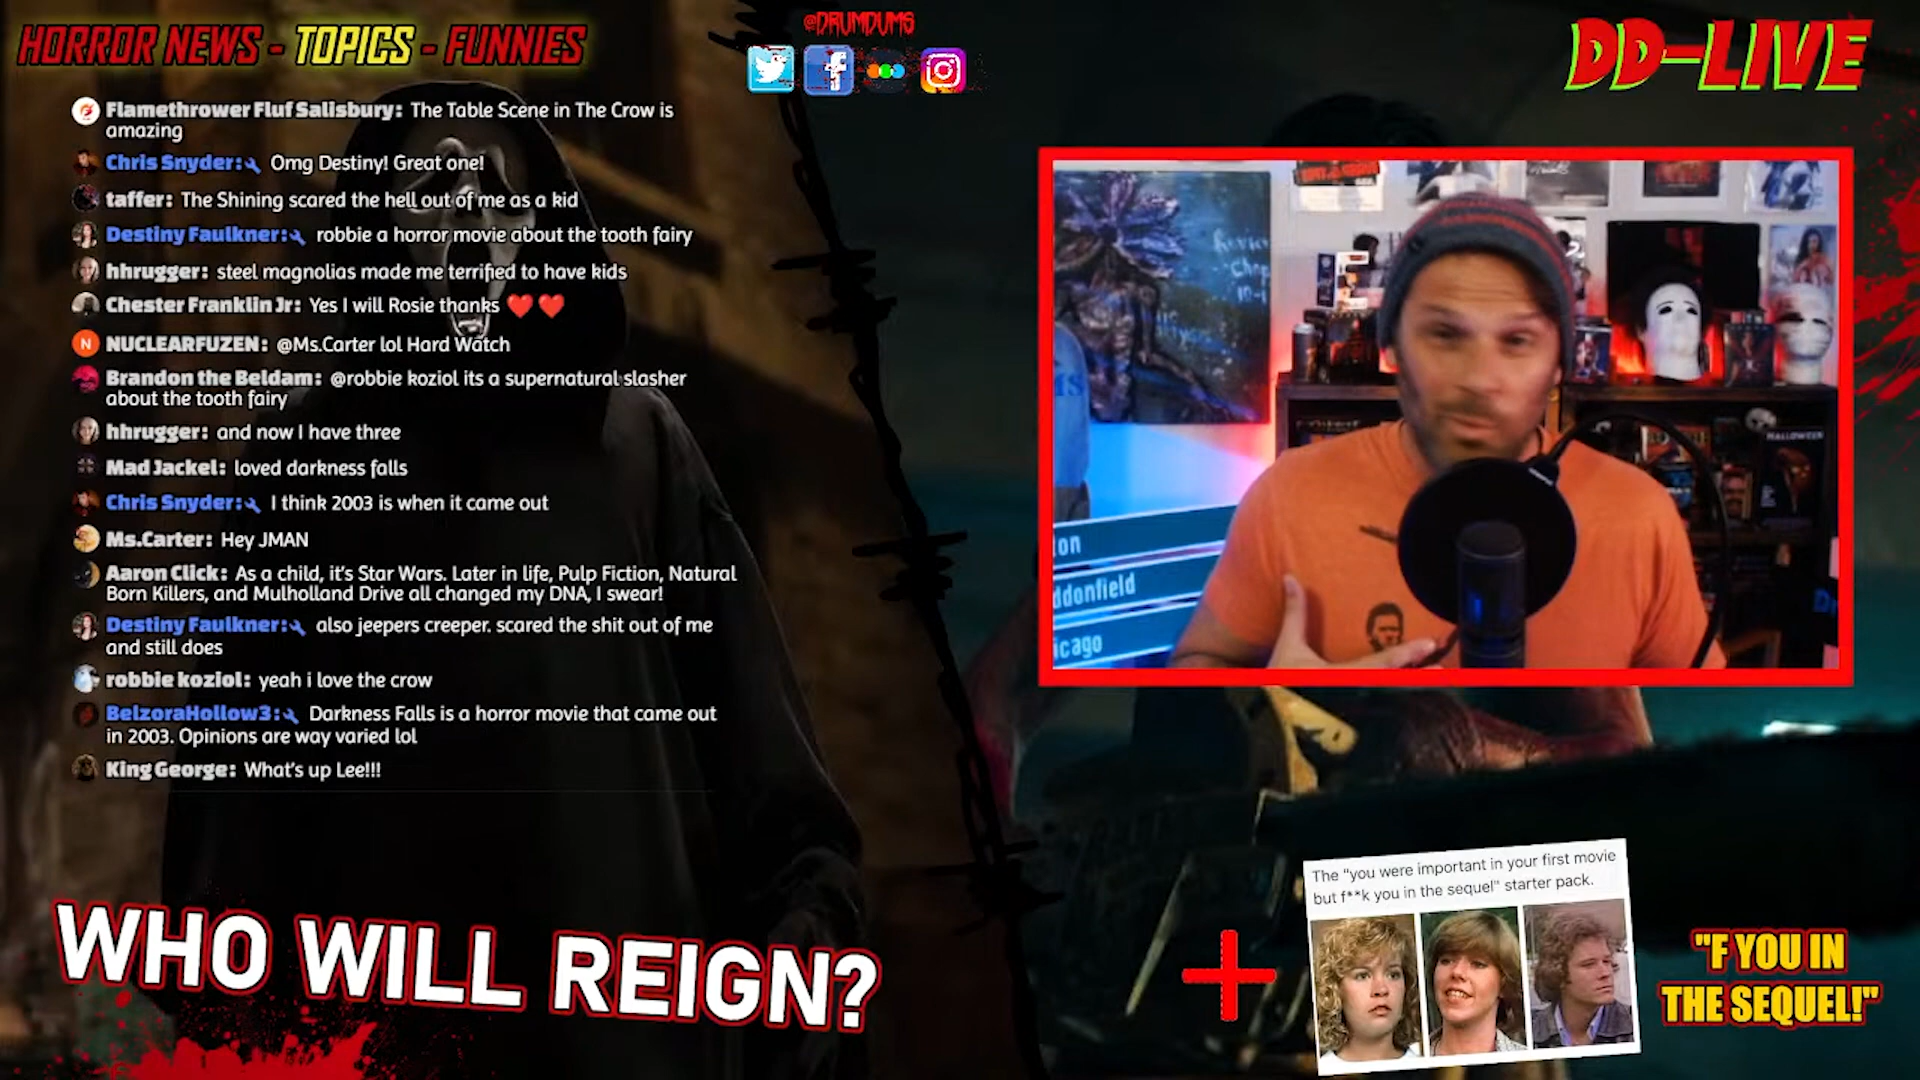 HORROR NEWS - TOPICS - FUNNIES
@DRUMDUMS
DD-LIVE
Flamethrower Fluf Salisbury: The Table Scene in The Crow is
amazing
Chris Snyder: Omg Destiny! Great one!
taffer: The Shining scared the hell out of me as a kid
Destiny Faulkner: robbie a horror movie about the tooth fairy
hhrugger: steel magnolias made me terrified to have kids
Chester Franklin Jr: Yes I will Rosie thanks ❤️❤️
N NUCLEARFUZEN: @Ms.Carter lol Hard Watch
Brandon the Beldam: @robbie koziol its a supernatural slasher
about the tooth fairy
hhrugger: and now I have three
Mad Jackel: loved darkness falls
Chris Snyder: I think 2003 is when it came out
Ms.Carter: Hey JMAN
Aaron Click: As a child, it's Star Wars. Later in life, Pulp Fiction, Natural
Born Killers, and Mulholland Drive all changed my DNA, I swear!
Destiny Faulkner: also jeepers creeper. scared the shit out of me
and still does
robbie koziol: yeah i love the crow
BelzoraHollow3: Darkness Falls is a horror movie that came out
in 2003. Opinions are way varied lol
King George: What's up Lee!!!
HALLOWEEN
ton
ddonfield
icago
WHO WILL REIGN?
The "you were important in your first movie
but f**k you in the sequel" starter pack.
"F YOU IN
THE SEQUEL!"